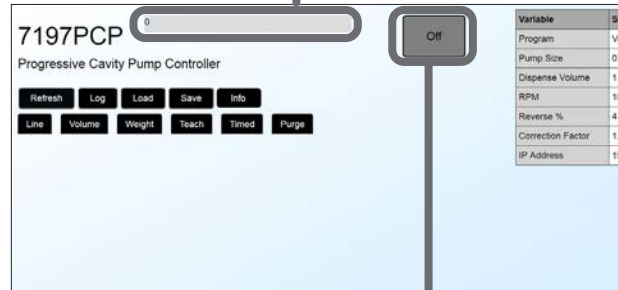 7197PCP
0
Off
Progressive Cavity Pump Controller
Refresh Log Load Save Info
Line Volume Weight Teach Timed Purge
Variable
Program
Pump Size
Dispense Volume
RPM
Reverse %
Correction Factor
IP Address